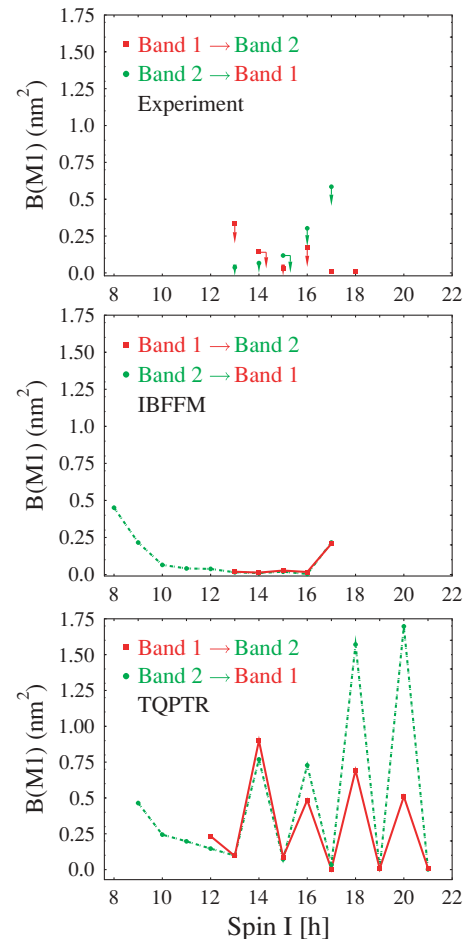 1.75
1.50
1.25
1.00
0.75
0.50
0.25
0.0
B(M1) (nm²)
Band 1 → Band 2
Band 2 → Band 1
Experiment
8 10 12 14 16 18 20 22
1.75
1.50
1.25
1.00
0.75
0.50
0.25
0.0
B(M1) (nm²)
Band 1 → Band 2
Band 2 → Band 1
IBFFM
8 10 12 14 16 18 20 22
1.75
1.50
1.25
1.00
0.75
0.50
0.25
0.0
B(M1) (nm²)
Band 1 → Band 2
Band 2 → Band 1
TQPTR
8 10 12 14 16 18 20 22
Spin I [h]